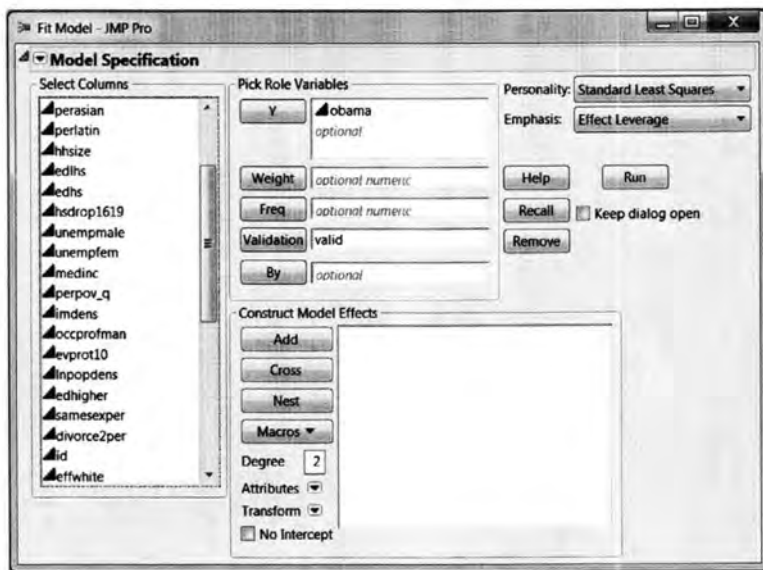 Fit Model - JMP Pro
Model Specification
Select Columns
perasian
perlatin
hhsize
edlhs
edhs
hsdrop1619
unempmale
unempfem
medinc
perpov_q
imdens
occprofman
evprot10
lnpopdens
edhigher
samesexper
divorce2per
id
effwhite
Pick Role Variables
Y
obama
optional
Weight
optional numeric
Freq
optional numeric
Validation
valid
By
optional
Personality: Standard Least Squares
Emphasis: Effect Leverage
Help
Run
Recall
Keep dialog open
Remove
Construct Model Effects
Add
Cross
Nest
Macros
Degree 2
Attributes
Transform
No Intercept